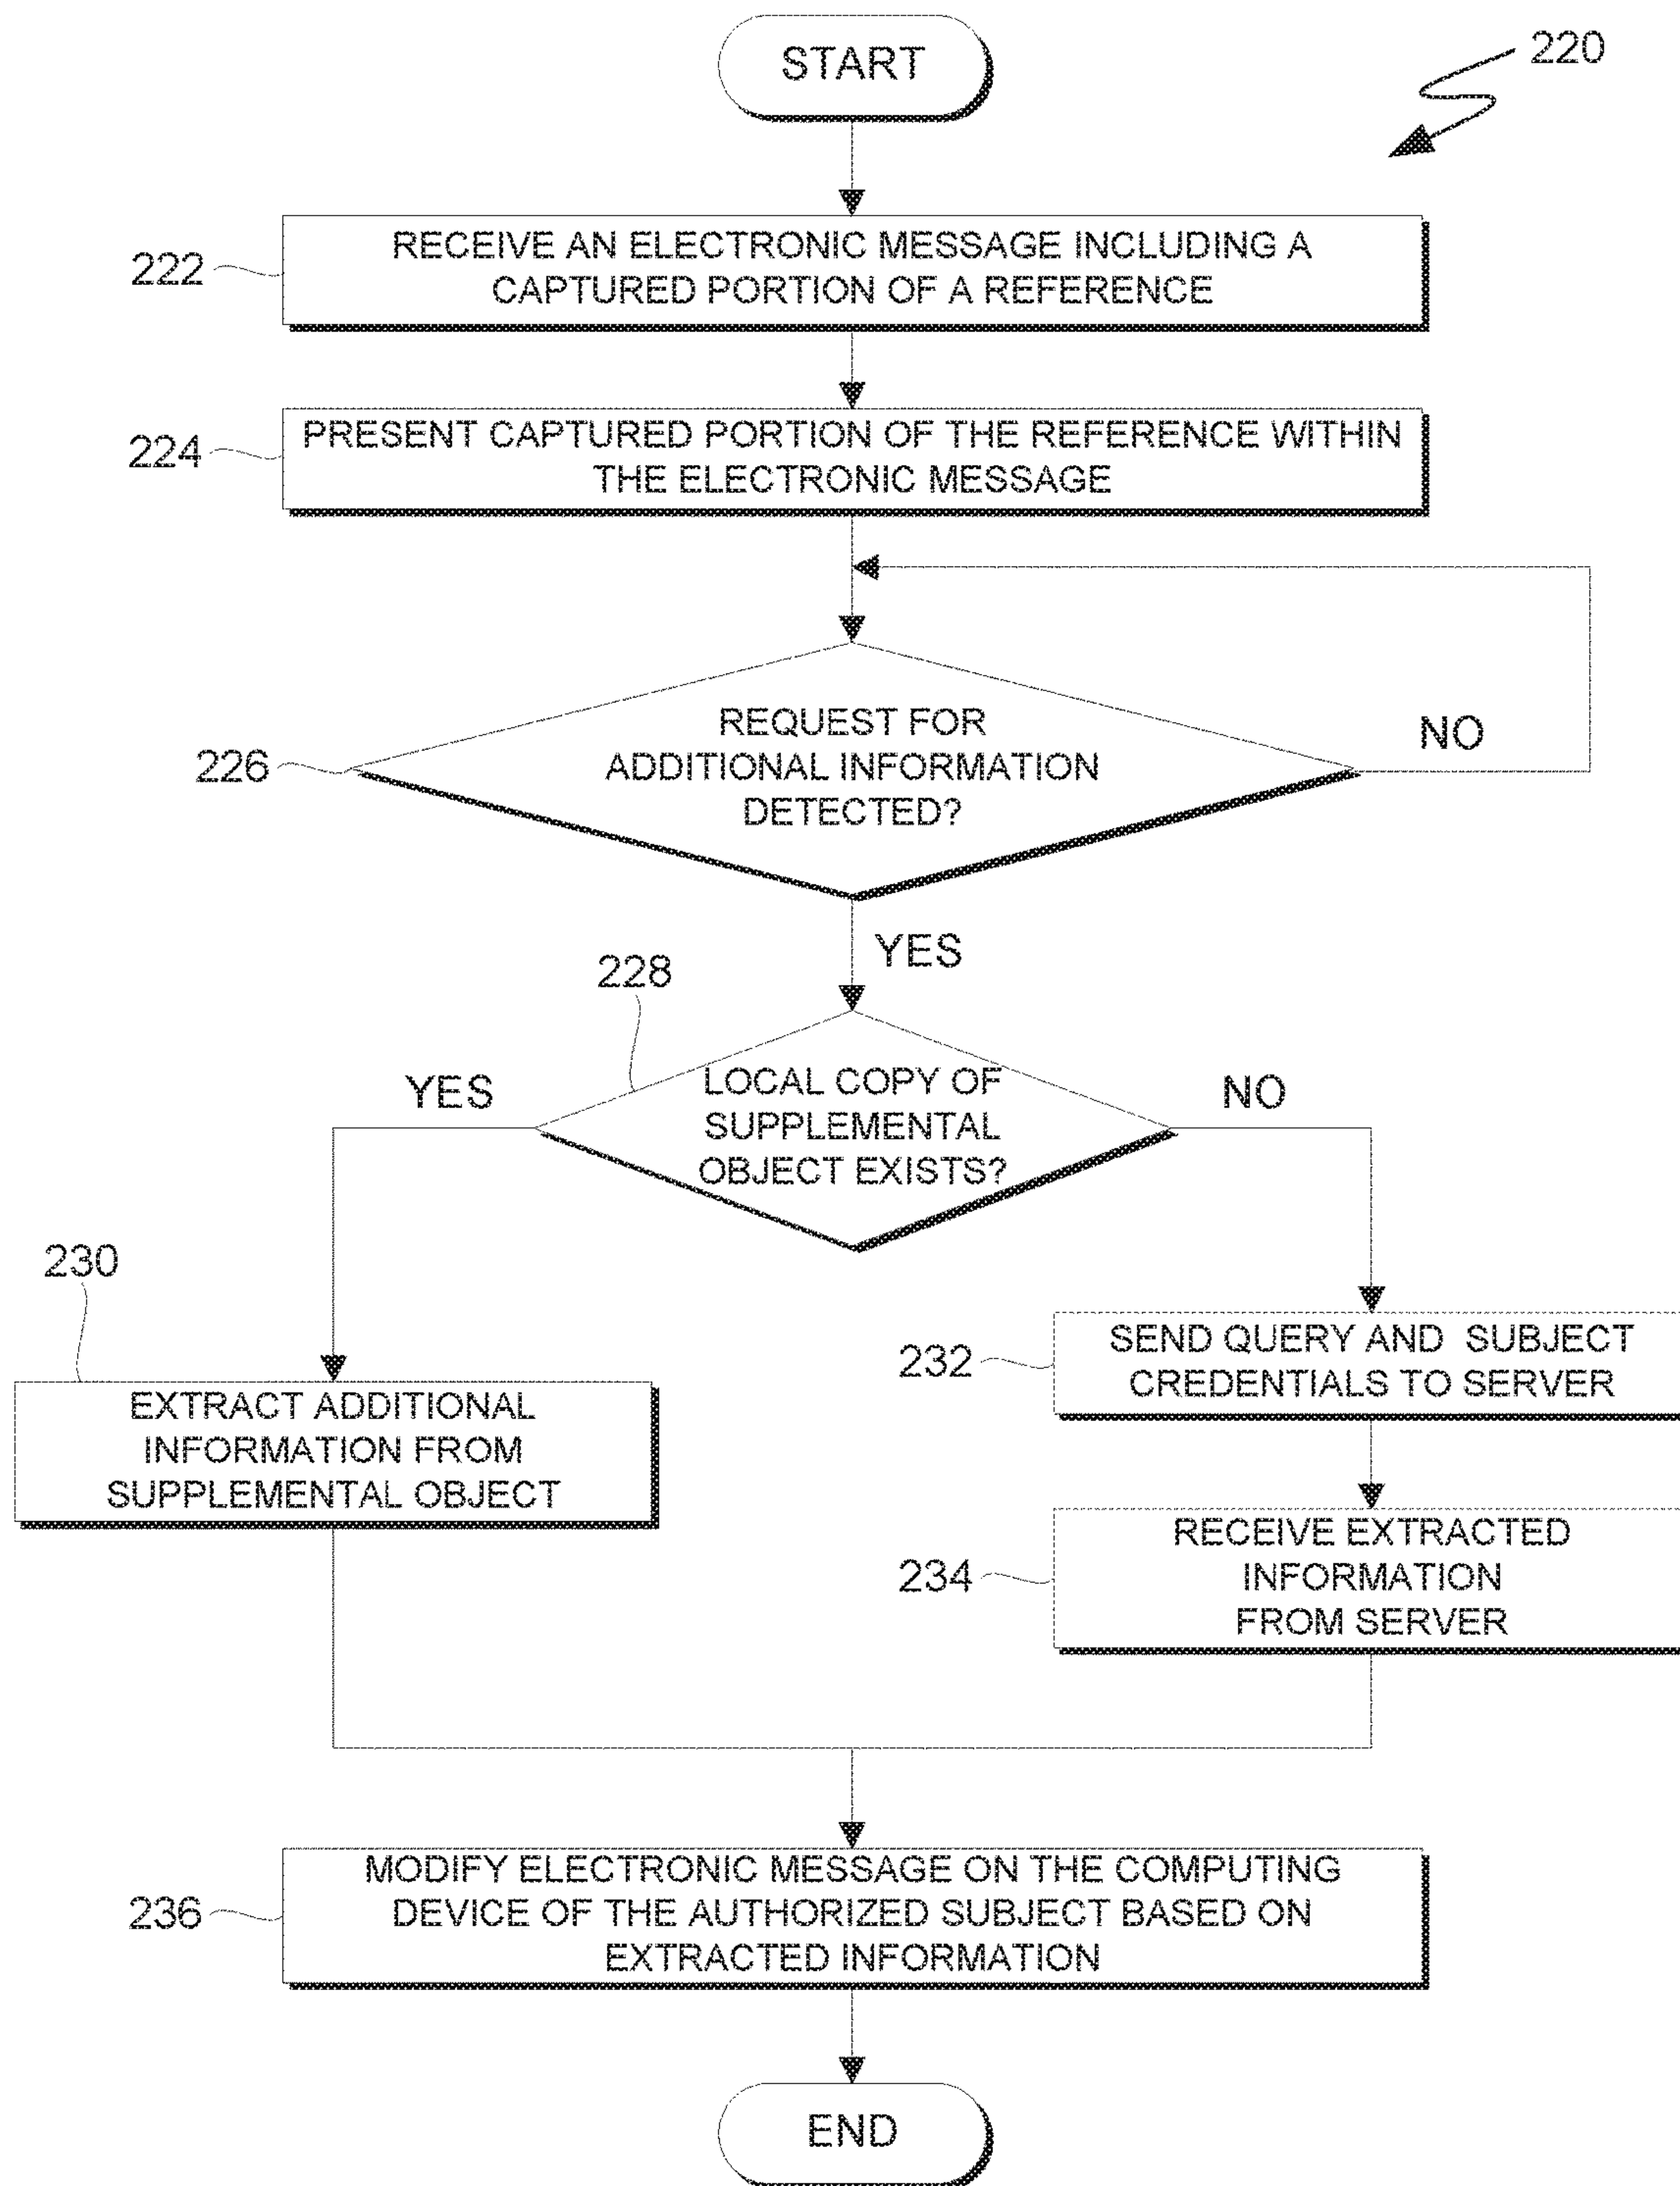 START
220
222
RECEIVE AN ELECTRONIC MESSAGE INCLUDING A
CAPTURED PORTION OF A REFERENCE
224
PRESENT CAPTURED PORTION OF THE REFERENCE WITHIN
THE ELECTRONIC MESSAGE
226
REQUEST FOR
ADDITIONAL INFORMATION
DETECTED?
NO
YES
228
LOCAL COPY OF
SUPPLEMENTAL
OBJECT EXISTS?
YES
NO
230
EXTRACT ADDITIONAL
INFORMATION FROM
SUPPLEMENTAL OBJECT
232
SEND QUERY AND SUBJECT
CREDENTIALS TO SERVER
234
RECEIVE EXTRACTED
INFORMATION
FROM SERVER
236
MODIFY ELECTRONIC MESSAGE ON THE COMPUTING
DEVICE OF THE AUTHORIZED SUBJECT BASED ON
EXTRACTED INFORMATION
END